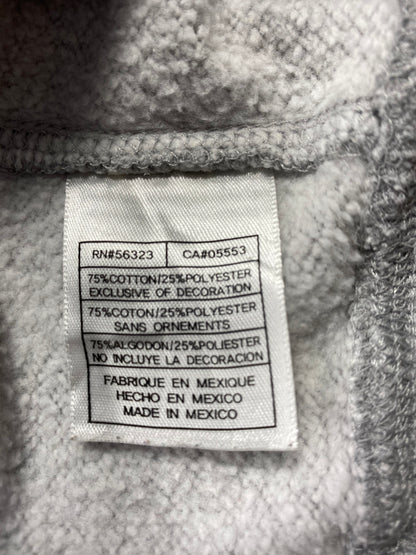 RN#56323 CA#05553
75%COTTON/25%POLYESTER
EXCLUSIVE OF DECORATION
75%COTON/25%POLYESTER
SANS ORNEMENTS
75%ALGODON/25%POLIESTER
NO INCLUYE LA DECORACION
FABRIQUE EN MEXIQUE
HECHO EN MEXICO
MADE IN MEXICO